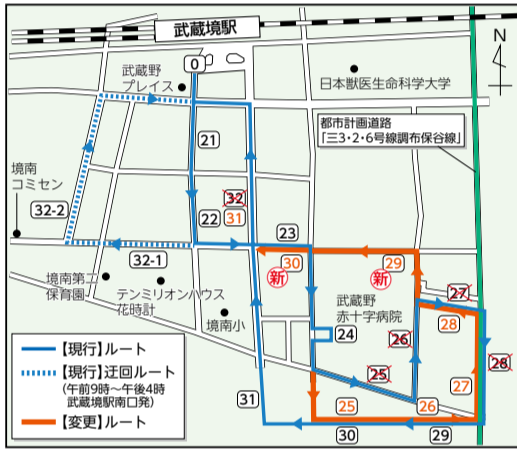 武蔵境駅
N
0
武蔵野
プレイス
日本獣医生命科学大学
都市計画道路
「三3・2・6号線調布保谷線」
21
境南
コミセン
32
32-2
22
31
23
32-1
30
29
新
新
27
境南第二
保育園
テンミリオンハウス
花時計
武蔵野
赤十字病院
28
境南小
24
26
28
25
27
【現行】ルート
【現行】迂回ルート
(午前9時~午後4時
武蔵境駅南口発)
【変更】ルート
31
25
26
30
29